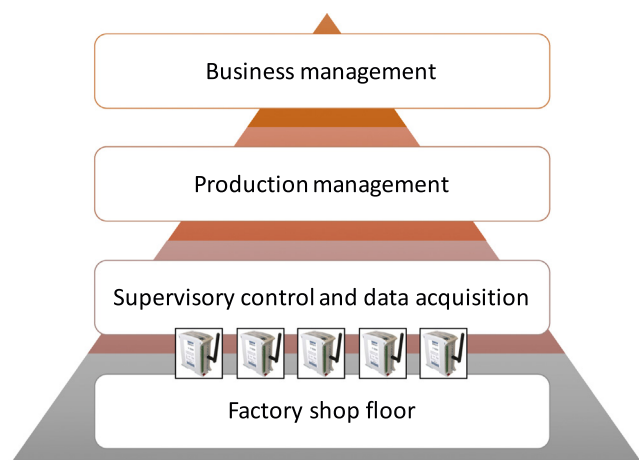 Business management
Production management
Supervisory control and data acquisition
Factory shop floor